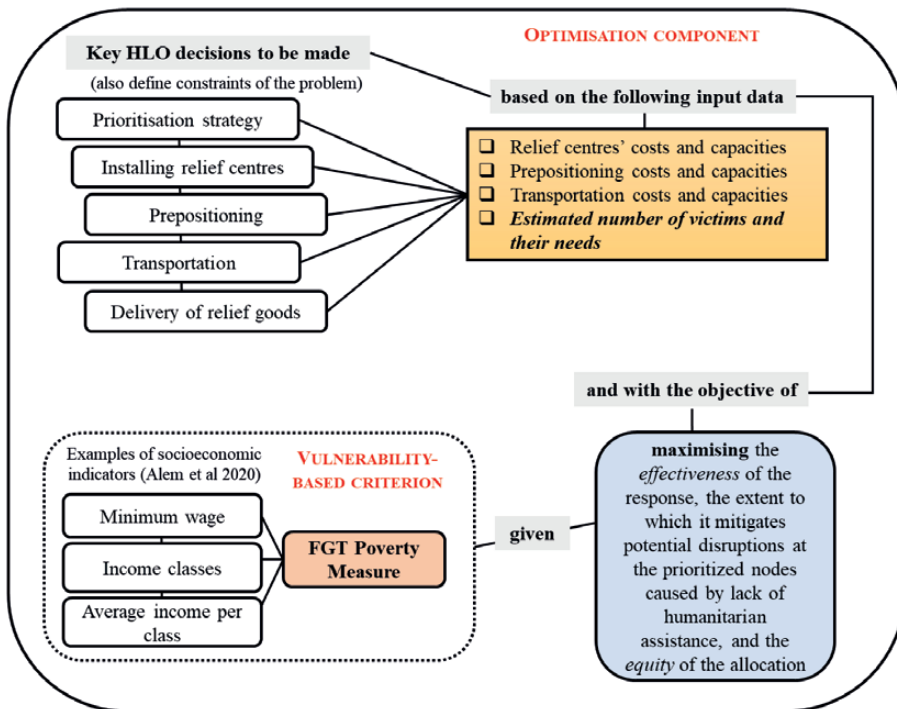 OPTIMISATION COMPONENT
Key HLO decisions to be made
(also define constraints of the problem)
Prioritisation strategy
Installing relief centres
Prepositioning
Transportation
Delivery of relief goods
based on the following input data
❑ Relief centres' costs and capacities
❑ Prepositioning costs and capacities
❑ Transportation costs and capacities
❑ Estimated number of victims and
their needs
and with the objective of
maximising the
effectiveness of the
response, the extent to
which it mitigates
potential disruptions at
the prioritized nodes
caused by lack of
humanitarian
assistance, and the
equity of the allocation
given
VULNERABILITY-
BASED CRITERION
Examples of socioeconomic
indicators (Alem et al 2020)
Minimum wage
Income classes
Average income per
class
FGT Poverty
Measure